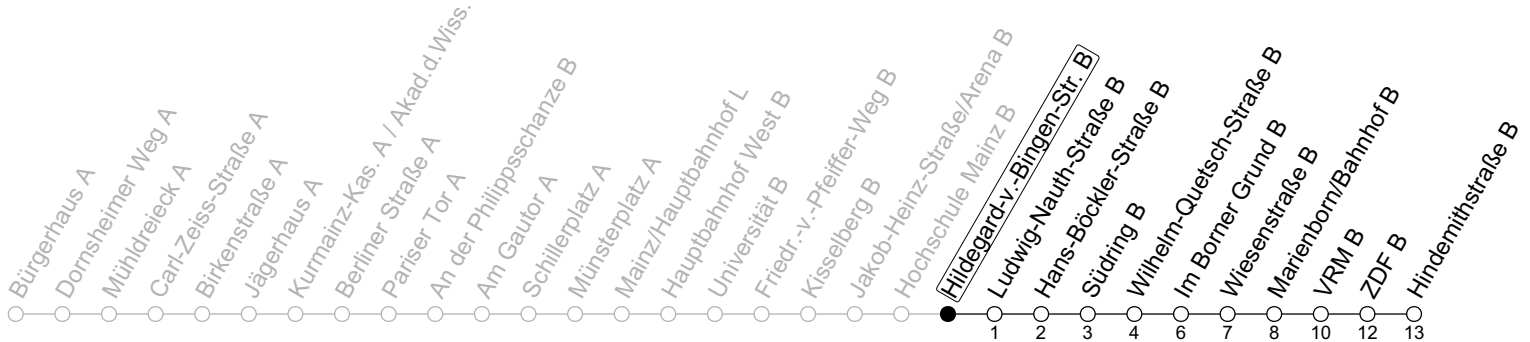 Bürgerhaus A
Dornsheimer Weg A
Mühldreieck A
Carl-Zeiss-Straße A
Birkenstraße A
Jägerhaus A
Kurmainz-Kas. A / Akad.d.Wiss.
Berliner Straße A
Pariser Tor A
An der Philippsschanze B
Am Gautor A
Schillerplatz A
Münsterplatz A
Mainz/Hauptbahnhof L
Hauptbahnhof West B
Universität B
Friedr.-v.-Pfeiffer-Weg B
Kisselberg B
Jakob-Heinz-Straße/Arena B
Hochschule Mainz B
Hildegard-v.-Bingen-Str. B
Ludwig-Nauth-Straße B
Hans-Böckler-Straße B
Südring B
Wilhelm-Quetsch-Straße B
Im Borner Grund B
Wiesenstraße B
Marienborn/Bahnhof B
VRM B
ZDF B
Hindemithstraße B
1 2 3 4 6 7 8 10 12 13